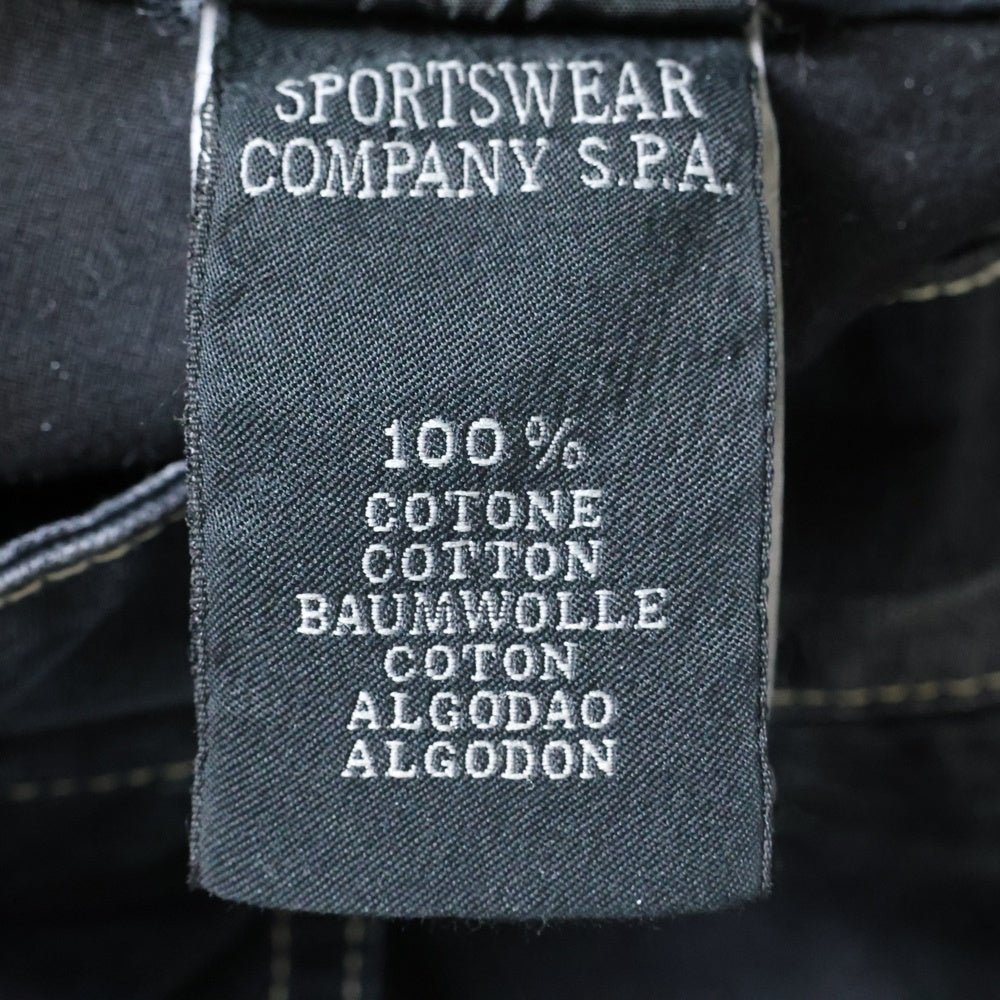 SPORTSWEAR
COMPANY S.P.A.
100 %
COTONE
COTTON
BAUMWOLLE
COTON
ALGODAO
ALGODON